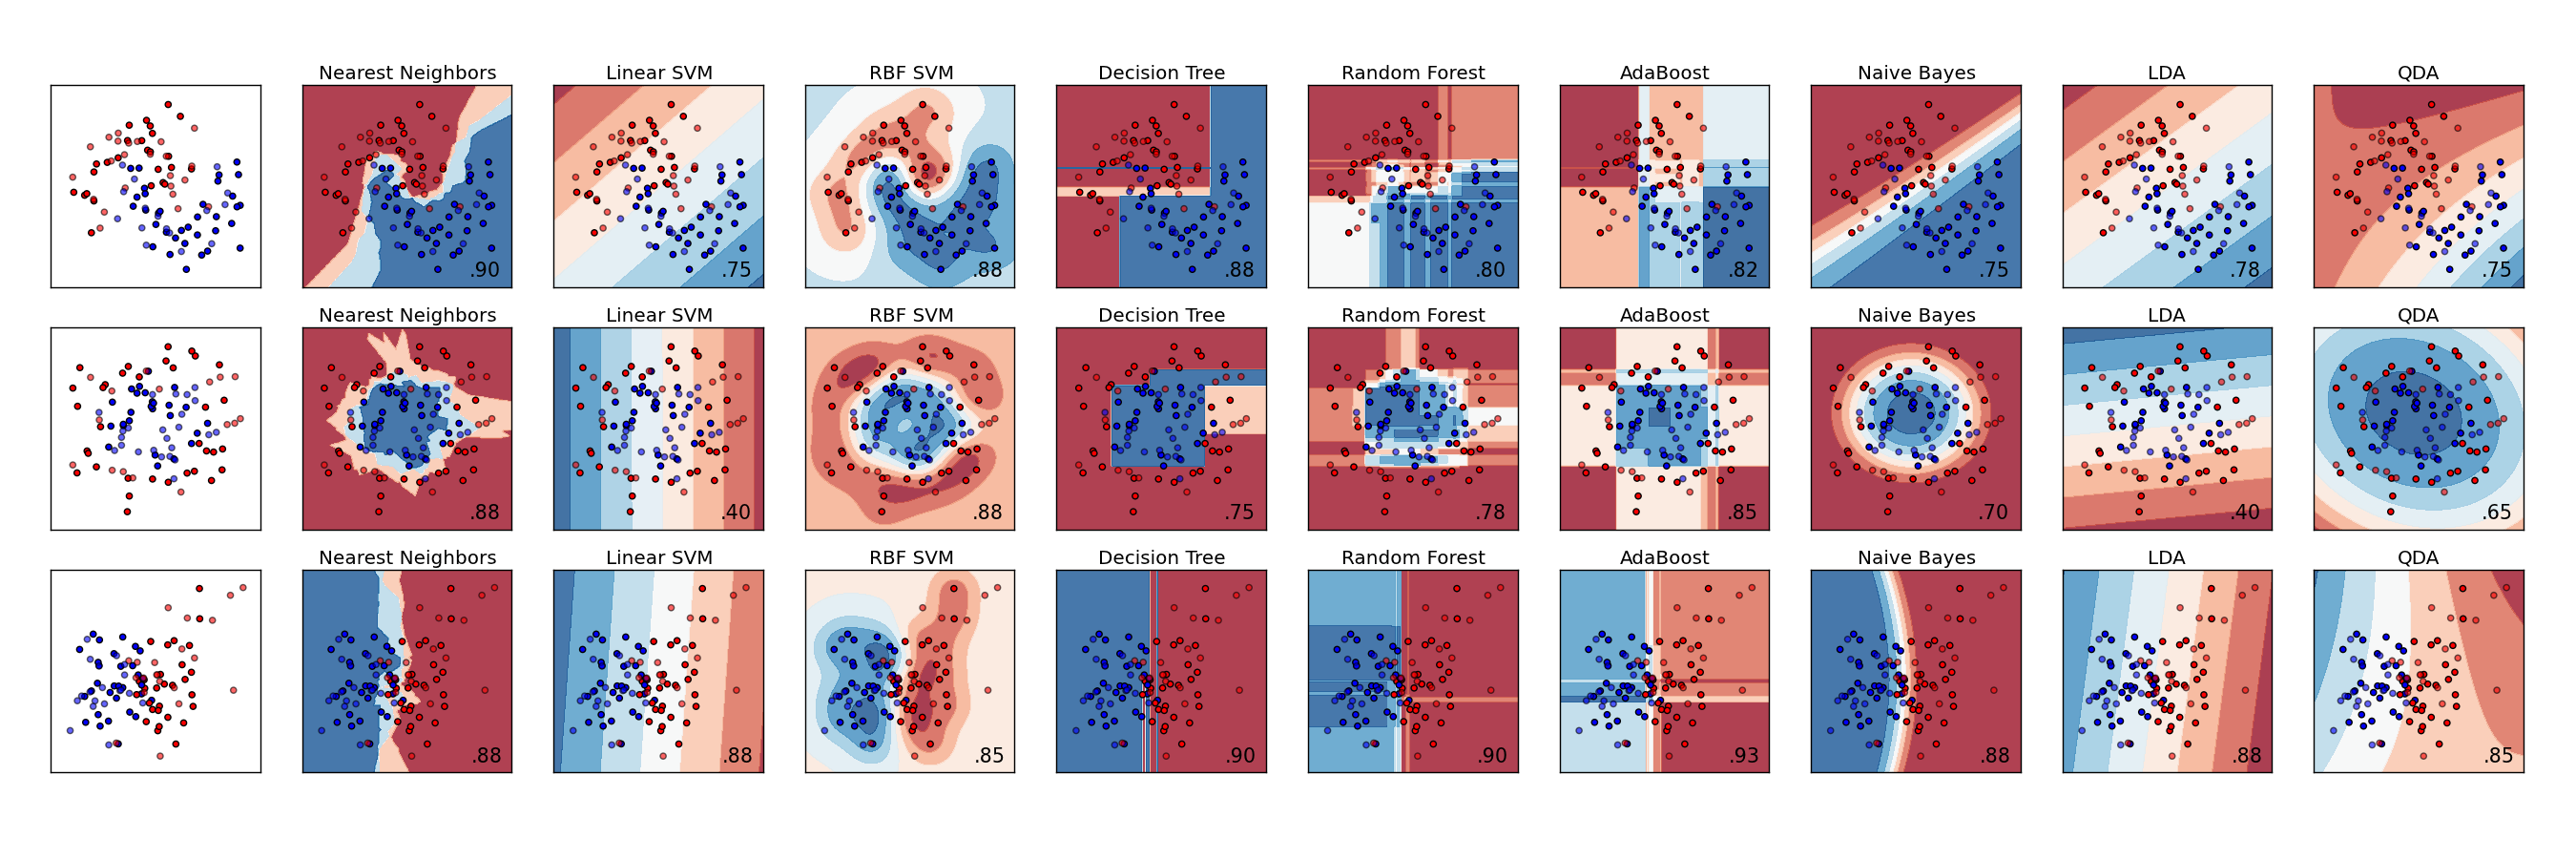 Nearest Neighbors Linear SVM RBF SVM Decision Tree Random Forest AdaBoost Naive Bayes LDA QDA
.90 .75 .88 .88 .80 .82 .75 .78 .75
Nearest Neighbors Linear SVM RBF SVM Decision Tree Random Forest AdaBoost Naive Bayes LDA QDA
.88 .40 .88 .75 .78 .85 .70 .40 .65
Nearest Neighbors Linear SVM RBF SVM Decision Tree Random Forest AdaBoost Naive Bayes LDA QDA
.88 .88 .85 .90 .90 .93 .88 .88 .85